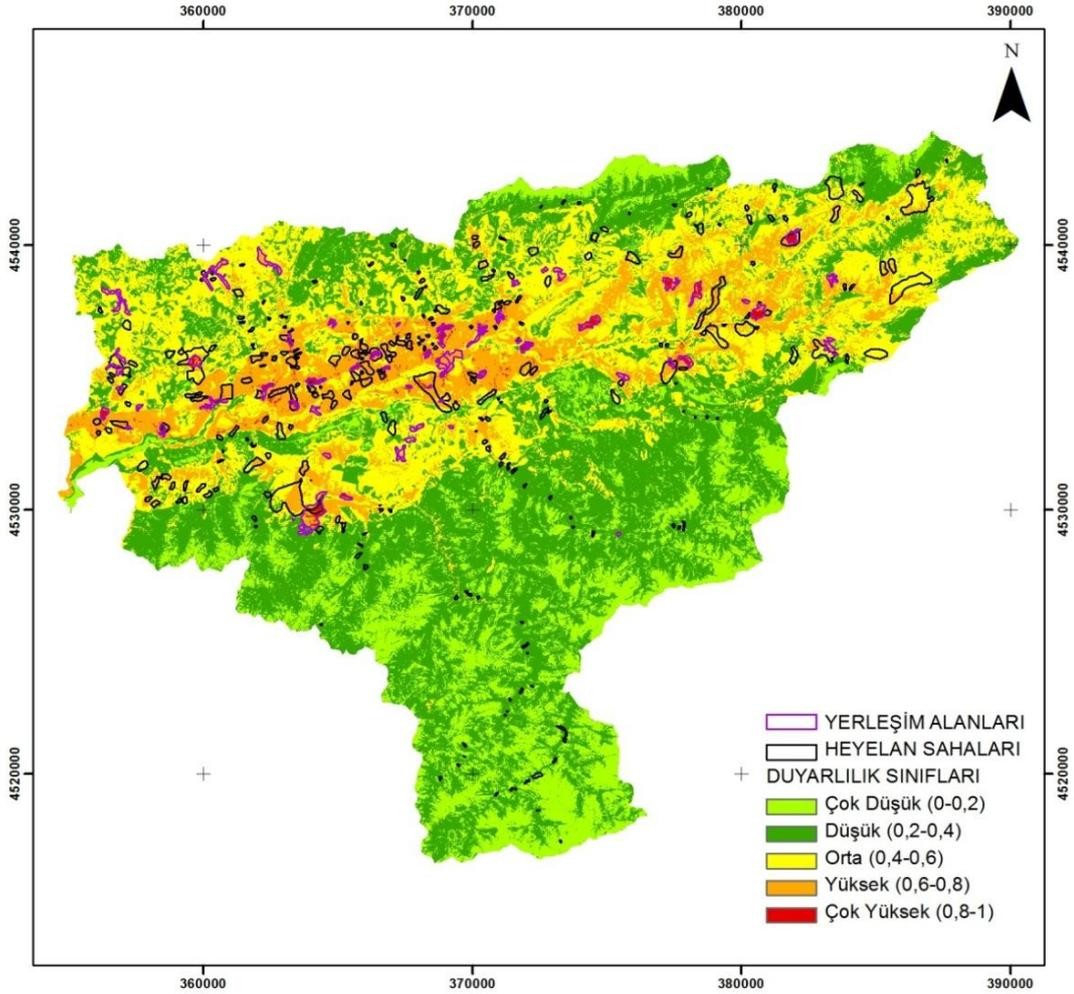 360000 370000 380000 390000
N
4540000 4540000
4530000 4530000
YERLEŞİM ALANLARI
HEYELAN SAHALARI
DUYARLILIK SINIFLARI
4520000 4520000
Çok Düşük (0-0,2)
Düşük (0,2-0,4)
Orta (0,4-0,6)
Yüksek (0,6-0,8)
Çok Yüksek (0,8-1)
360000 370000 380000 390000